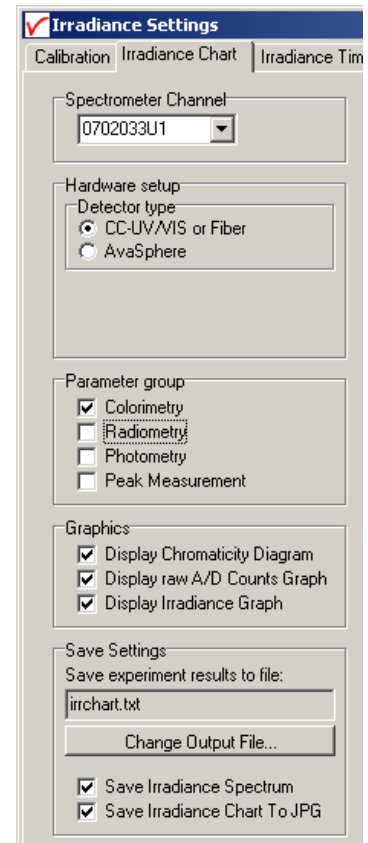 Irradiance Settings
Calibration Irradiance Chart Irradiance Tim
Spectrometer Channel
0702033U1
Hardware setup
Detector type
CC-UV/VIS or Fiber
AvaSphere
Parameter group
Colorimetry
Radiometry
Photometry
Peak Measurement
Graphics
Display Chromaticity Diagram
Display raw A/D Counts Graph
Display Irradiance Graph
Save Settings
Save experiment results to file:
irrchart.txt
Change Output File...
Save Irradiance Spectrum
Save Irradiance Chart To JPG